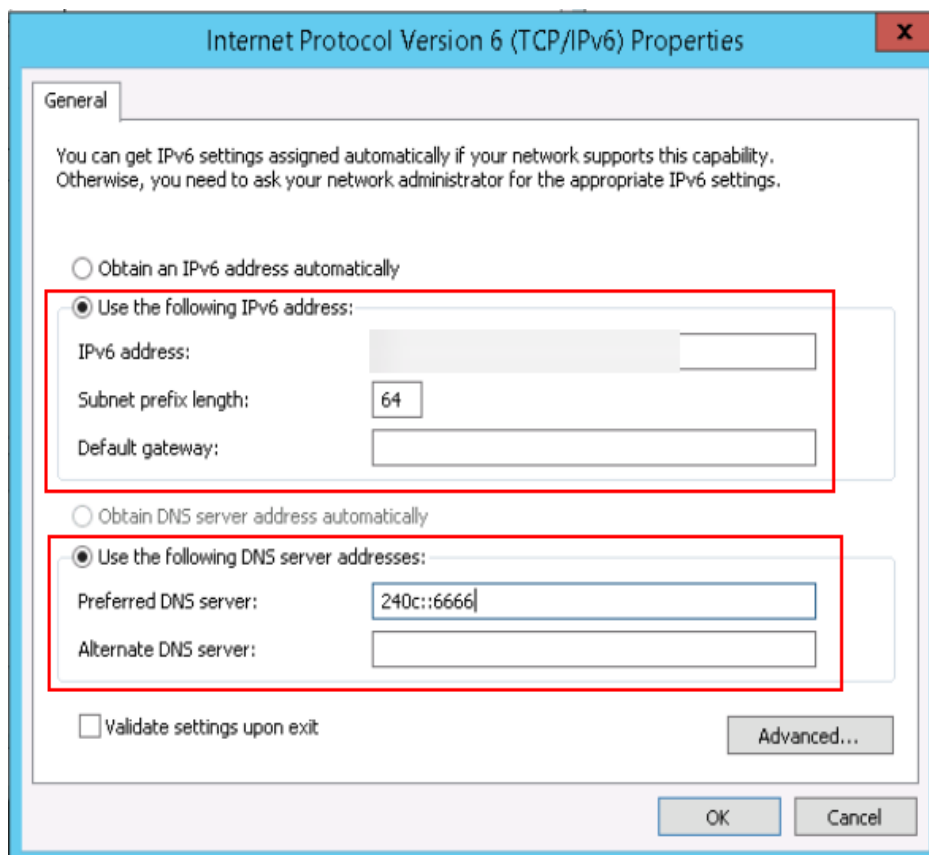 Internet Protocol Version 6 (TCP/IPv6) Properties
x
General
You can get IPv6 settings assigned automatically if your network supports this capability.
Otherwise, you need to ask your network administrator for the appropriate IPv6 settings.
Obtain an IPv6 address automatically
Use the following IPv6 address:
IPv6 address:
Subnet prefix length: 64
Default gateway:
Obtain DNS server address automatically
Use the following DNS server addresses:
Preferred DNS server: 240c::6666
Alternate DNS server:
Validate settings upon exit
Advanced...
OK Cancel